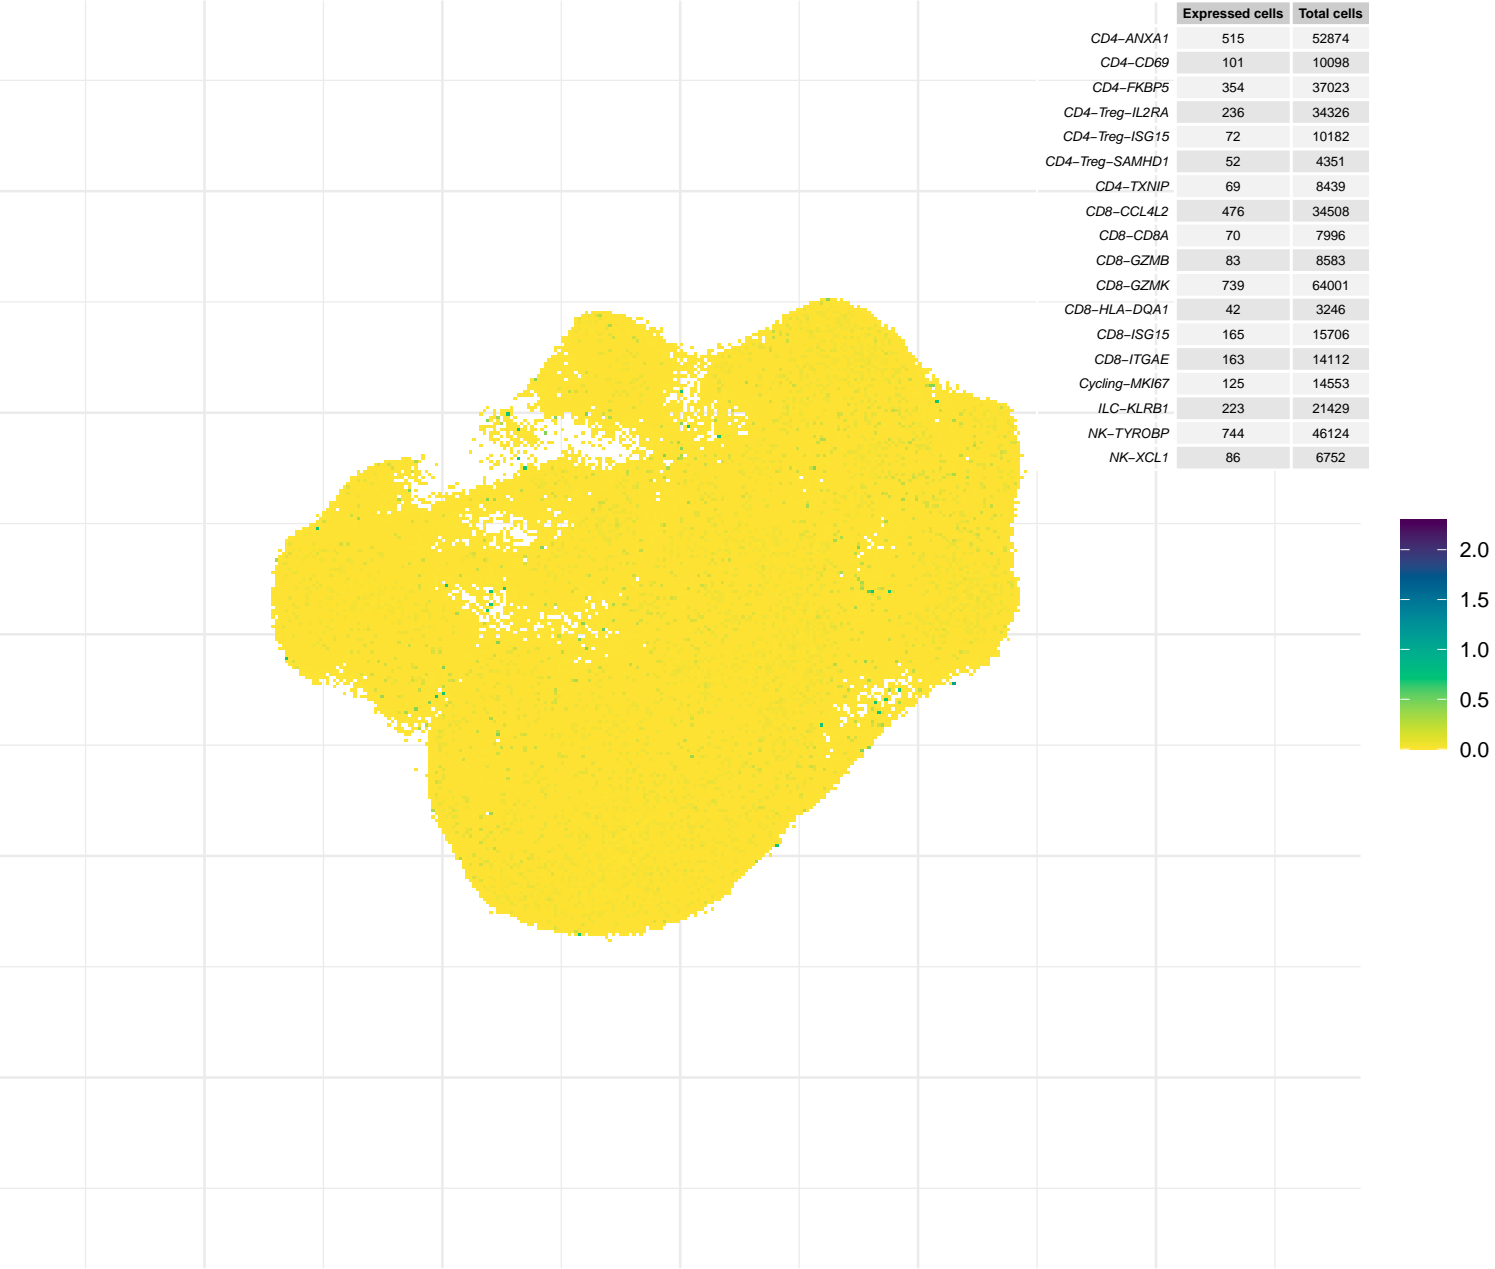 Expressed cells Total cells
CD4−ANXA1 515 52874
CD4−CD69 101 10098
CD4−FKBP5 354 37023
CD4−Treg−IL2RA 236 34326
CD4−Treg−ISG15 72 10182
CD4−Treg−SAMHD1 52 4351
CD4−TXNIP 69 8439
CD8−CCL4L2 476 34508
CD8−CD8A 70 7996
CD8−GZMB 83 8583
CD8−GZMK 739 64001
CD8−HLA−DQA1 42 3246
CD8−ISG15 165 15706
CD8−ITGAE 163 14112
Cycling−MKI67 125 14553
ILC−KLRB1 223 21429
NK−TYROBP 744 46124
NK−XCL1 86 6752
2.0
1.5
1.0
0.5
0.0